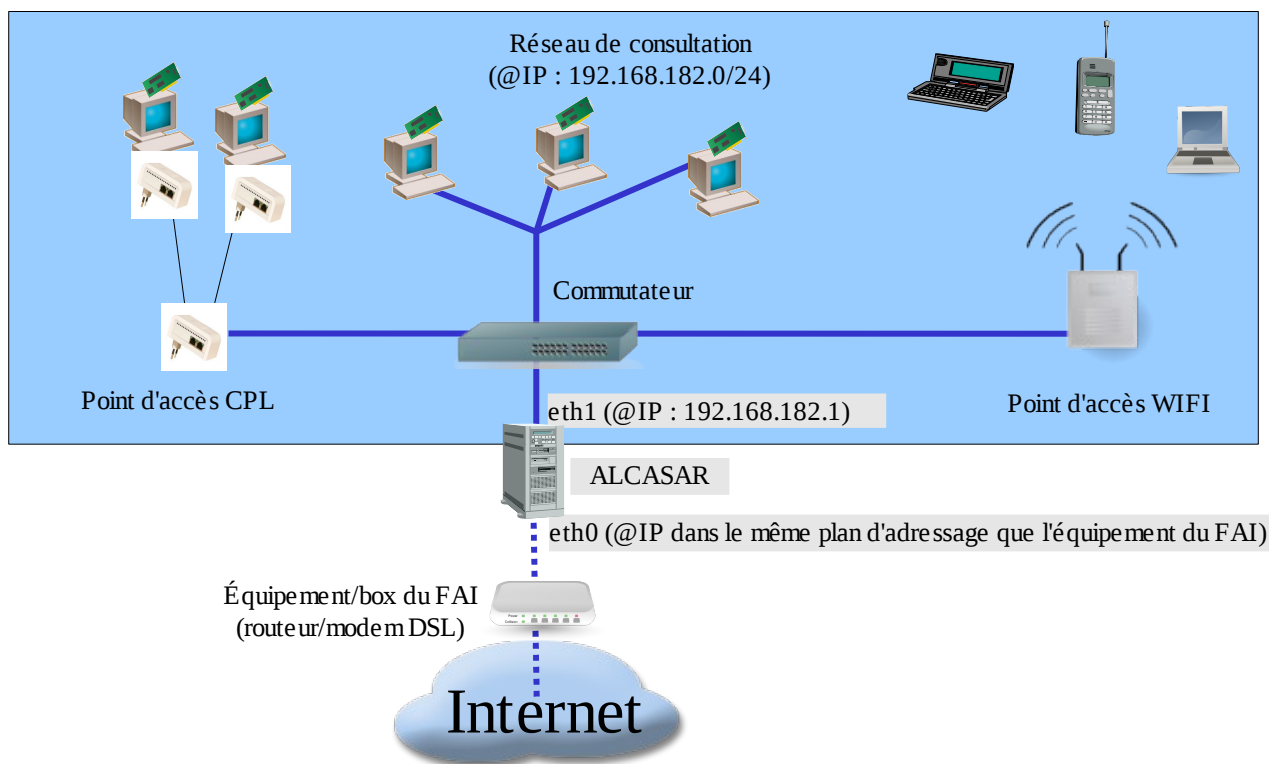 Réseau de consultation
(@IP : 192.168.182.0/24)
Commutateur
Point d'accès CPL
Point d'accès WIFI
eth1 (@IP : 192.168.182.1)
ALCASAR
eth0 (@IP dans le même plan d'adressage que l'équipement du FAI)
Équipement/box du FAI
(routeur/modem DSL)
Internet